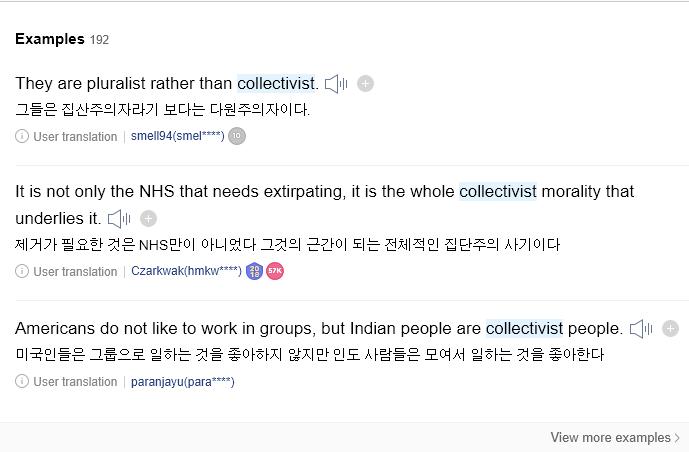 Examples 192
They are pluralist rather than collectivist.
그들은 집산주의자라기 보다는 다원주의자이다.
User translation | smell94(smel****) 10
It is not only the NHS that needs extirpating, it is the whole collectivist morality that
underlies it.
제거가 필요한 것은 NHS만이 아니었다 그것의 근간이 되는 전체적인 집단주의 사기이다
User translation | Czarkwak(hmkw****) 2018 57K
Americans do not like to work in groups, but Indian people are collectivist people.
미국인들은 그룹으로 일하는 것을 좋아하지 않지만 인도 사람들은 모여서 일하는 것을 좋아한다
User translation | paranjayu(para****)
View more examples >